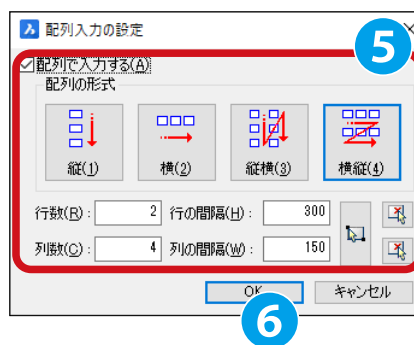 配列入力の設定
5
配列で入力する(A)
配列の形式
縦(1) 横(2) 縦横(3) 横縦(4)
行数(R): 2 行の間隔(H): 300
列数(C): 4 列の間隔(W): 150
OK キャンセル
6